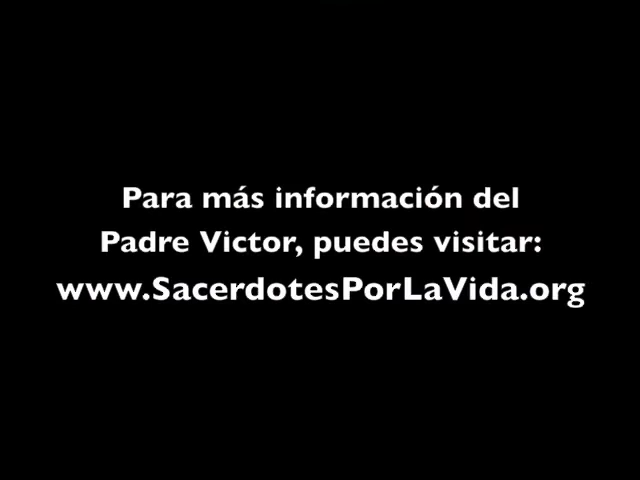 Para más información del
Padre Victor, puedes visitar:
www.SacerdotesPorLaVida.org